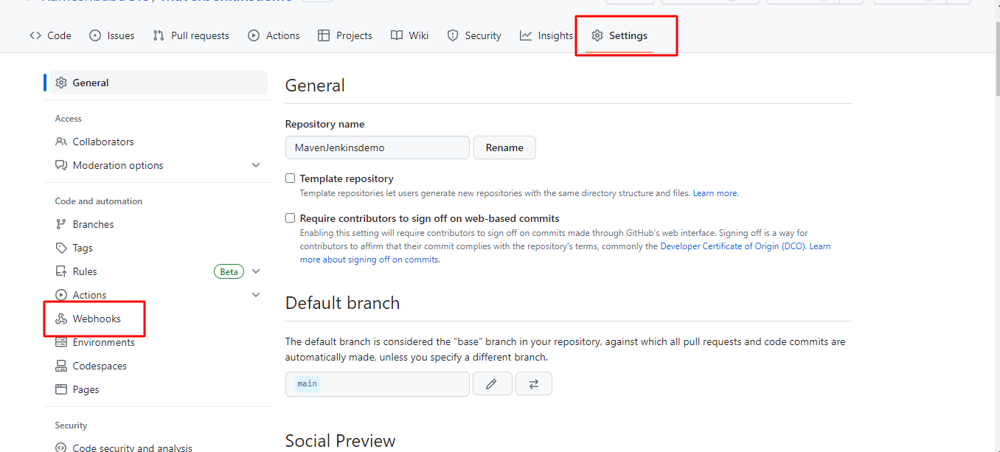 Code
Issues
Pull requests
Actions
Projects
Wiki
Security
Insights
Settings
General
Access
Collaborators
Moderation options
Code and automation
Branches
Tags
Rules
Beta
Actions
Webhooks
Environments
Codespaces
Pages
Security
Code security and analysis
General
Repository name
MavenJenkinsdemo
Rename
Template repository
Template repositories let users generate new repositories with the same directory structure and files. Learn more.
Require contributors to sign off on web-based commits
Enabling this setting will require contributors to sign off on commits made through GitHub's web interface. Signing off is a way for
contributors to affirm that their commit complies with the repository's terms, commonly the Developer Certificate of Origin (DCO). Learn
more about signing off on commits.
Default branch
The default branch is considered the “base” branch in your repository, against which all pull requests and code commits are
automatically made, unless you specify a different branch.
main
Social Preview